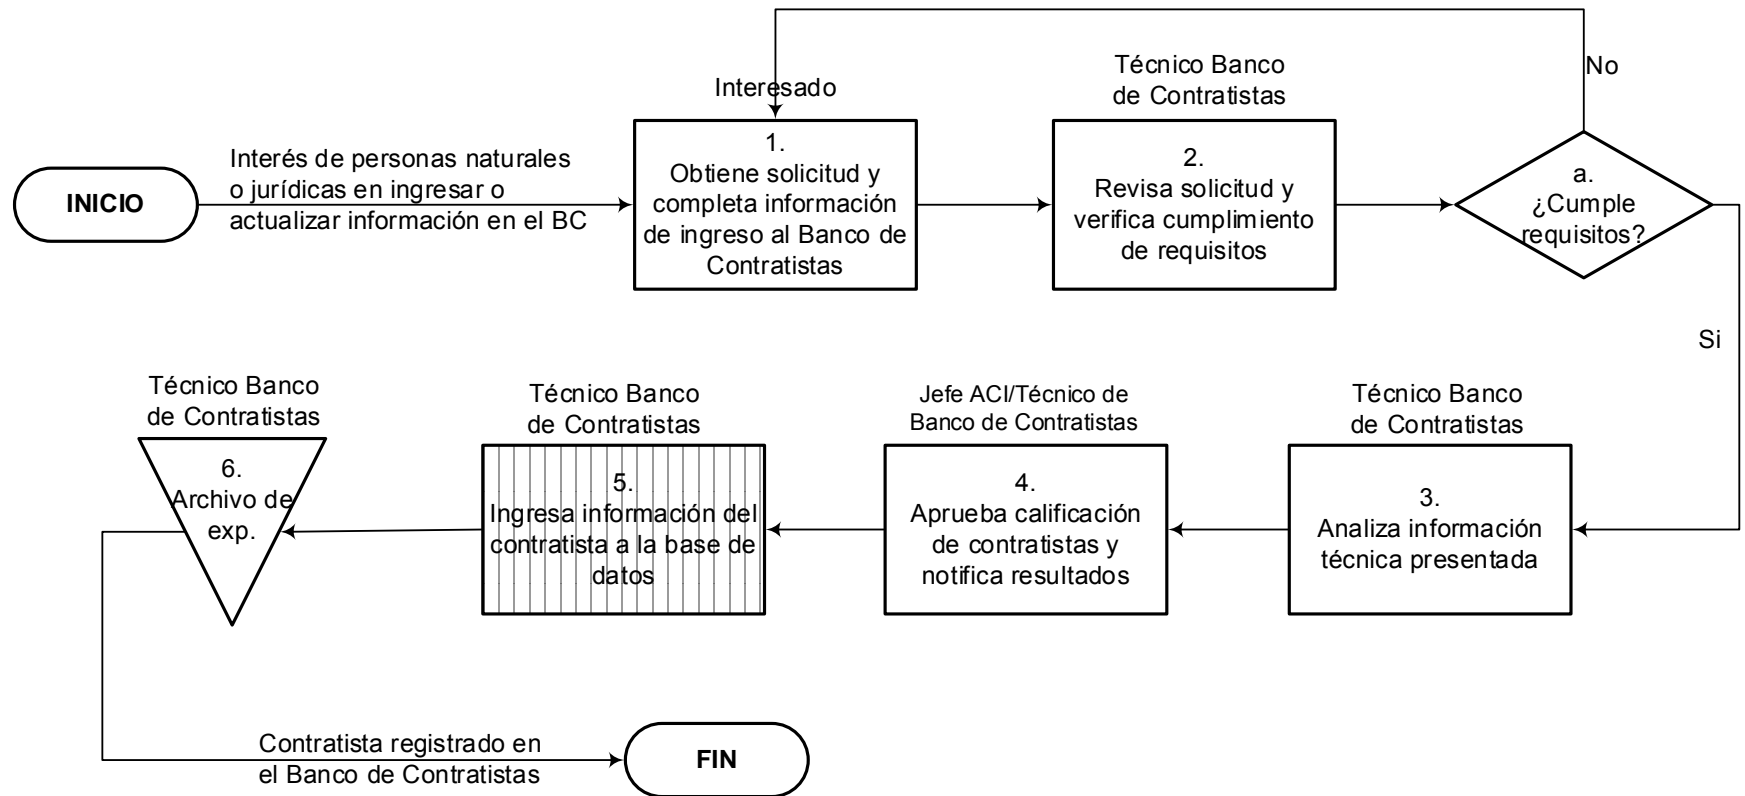 INICIO
Interés de personas naturales
o jurídicas en ingresar o
actualizar información en el BC
Interesado
1.
Obtiene solicitud y
completa información
de ingreso al Banco de
Contratistas
Técnico Banco
de Contratistas
2.
Revisa solicitud y
verifica cumplimiento
de requisitos
No
a.
¿Cumple
requisitos?
Si
Técnico Banco
de Contratistas
3.
Analiza información
técnica presentada
Jefe ACI/Técnico de
Banco de Contratistas
4.
Aprueba calificación
de contratistas y
notifica resultados
Técnico Banco
de Contratistas
5.
Ingresa información del
contratista a la base de
datos
Técnico Banco
de Contratistas
6.
Archivo de
exp.
Contratista registrado en
el Banco de Contratistas
FIN